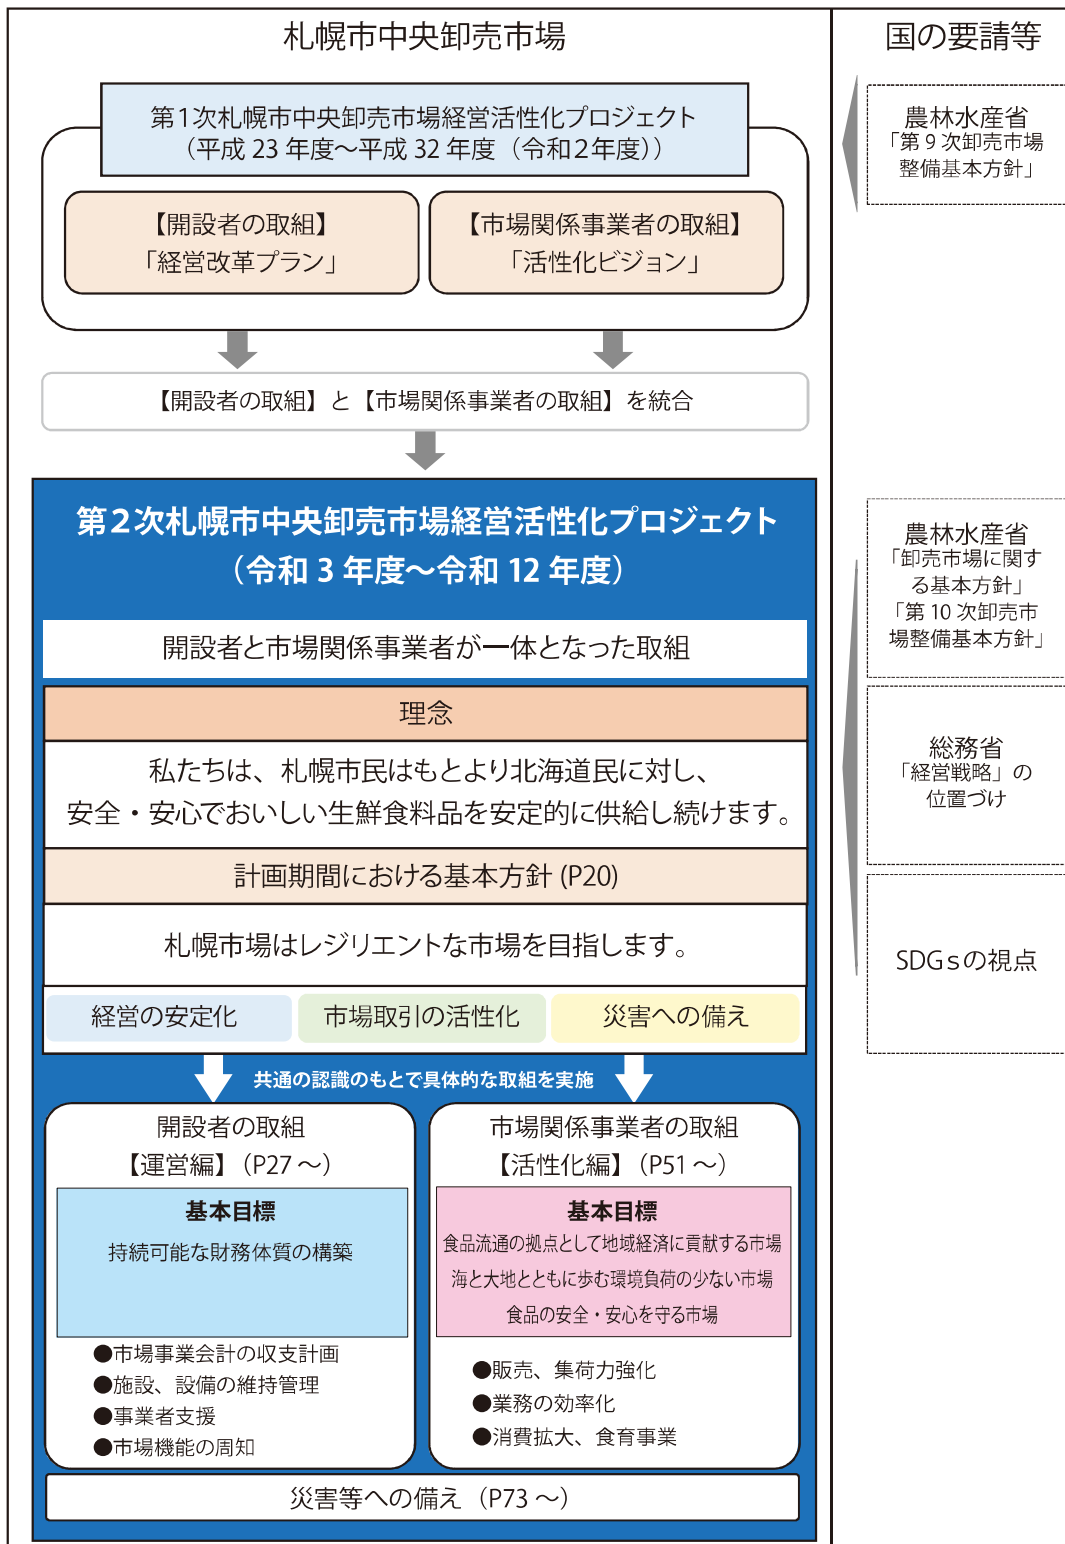 札幌市中央卸売市場
国の要請等
第1次札幌市中央卸売市場経営活性化プロジェクト
（平成 23 年度～平成 32 年度（令和２年度））
【開設者の取組】
「経営改革プラン」
【市場関係事業者の取組】
「活性化ビジョン」
農林水産省
「第 9 次卸売市場
整備基本方針」
【開設者の取組】と【市場関係事業者の取組】を統合
第２次札幌市中央卸売市場経営活性化プロジェクト
（令和 3 年度～令和 12 年度）
開設者と市場関係事業者が一体となった取組
理念
私たちは、札幌市民はもとより北海道民に対し、
安全・安心でおいしい生鮮食料品を安定的に供給し続けます。
計画期間における基本方針 (P20)
札幌市場はレジリエントな市場を目指します。
経営の安定化
市場取引の活性化
災害への備え
農林水産省
「卸売市場に関す
る基本方針」
「第 10 次卸売市
場整備基本方針」
総務省
「経営戦略」の
位置づけ
SDGｓの視点
共通の認識のもとで具体的な取組を実施
開設者の取組
【運営編】（P27 ～）
基本目標
持続可能な財務体質の構築
●市場事業会計の収支計画
●施設、設備の維持管理
●事業者支援
●市場機能の周知
市場関係事業者の取組
【活性化編】（P51 ～）
基本目標
食品流通の拠点として地域経済に貢献する市場
海と大地とともに歩む環境負荷の少ない市場
食品の安全・安心を守る市場
●販売、集荷力強化
●業務の効率化
●消費拡大、食育事業
災害等への備え（P73 ～）